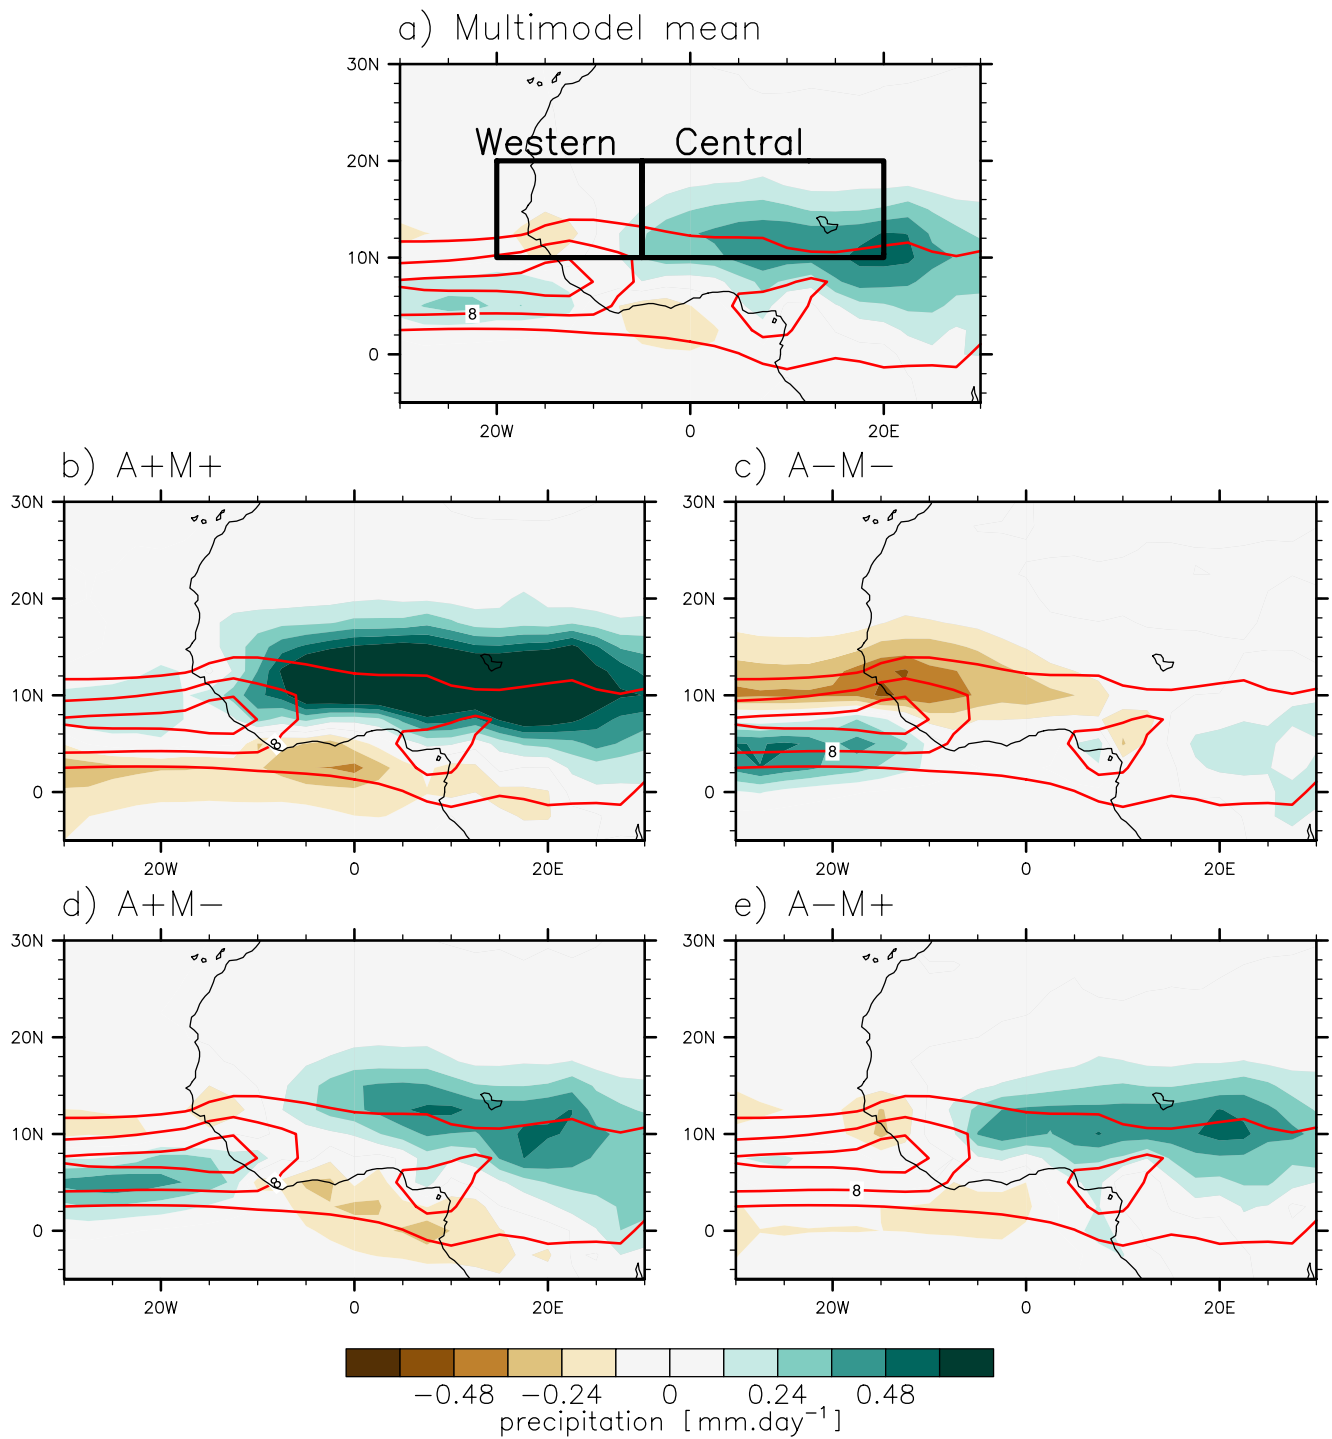 a) Multimodel mean
30N
Western Central
20N
10N
8
0
20W 0 20E
b) A+M+
c) A−M−
30N 30N
20N 20N
10N 10N
8 8
0 0
20W 0 20E 20W 0 20E
d) A+M−
e) A−M+
30N 30N
20N 20N
10N 10N
8 8
0 0
20W 0 20E 20W 0 20E
−0.48 −0.24 0 0.24 0.48
precipitation [mm.day⁻¹]